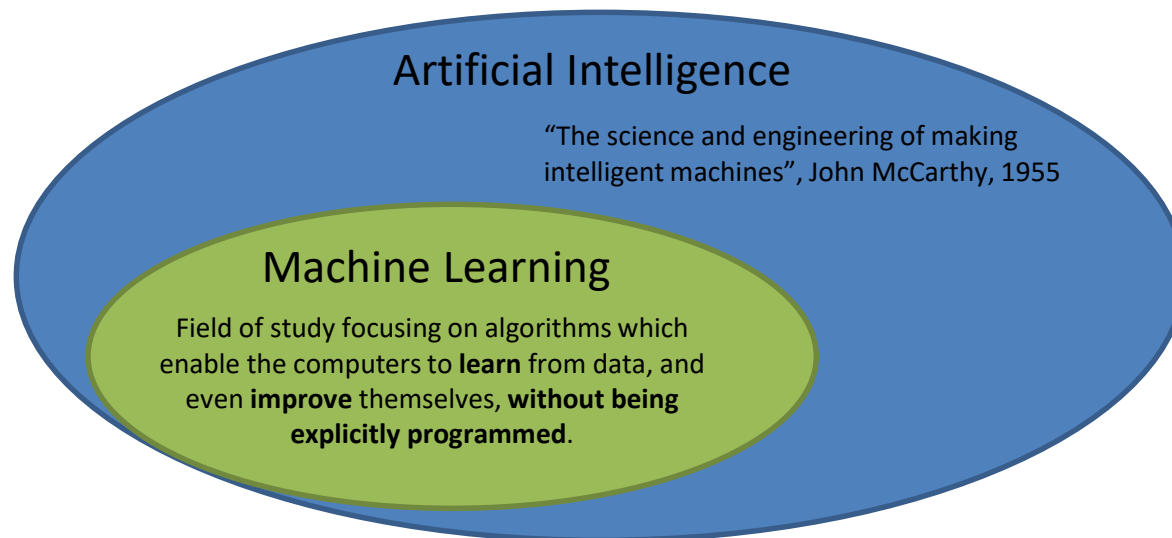 Artificial Intelligence
“The science and engineering of making
intelligent machines”, John McCarthy, 1955
Machine Learning
Field of study focusing on algorithms which
enable the computers to learn from data, and
even improve themselves, without being
explicitly programmed.